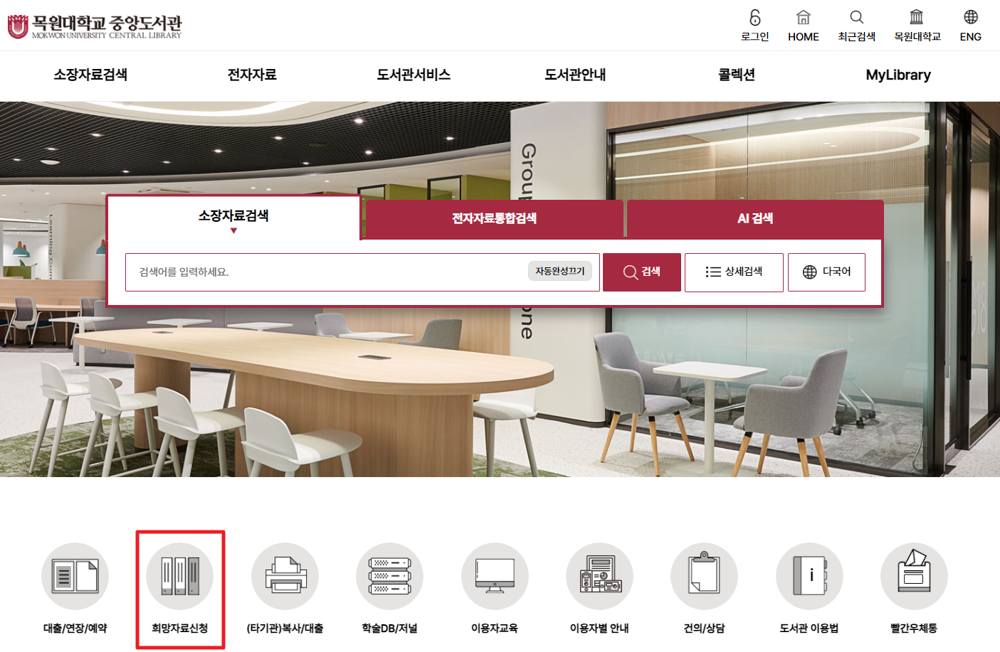 목원대학교 중앙도서관
MOKWON UNIVERSITY CENTRAL LIBRARY
로그인
HOME
최근검색
목원대학교
ENG
소장자료검색
전자자료
도서관서비스
도서관안내
콜렉션
MyLibrary
소장자료검색
전자자료통합검색
AI 검색
검색어를 입력하세요.
자동완성끄기
검색
상세검색
다국어
대출/연장/예약
희망자료신청
(타기관)복사/대출
학술DB/저널
이용자교육
이용자별 안내
건의/상담
도서관 이용법
빨간우체통